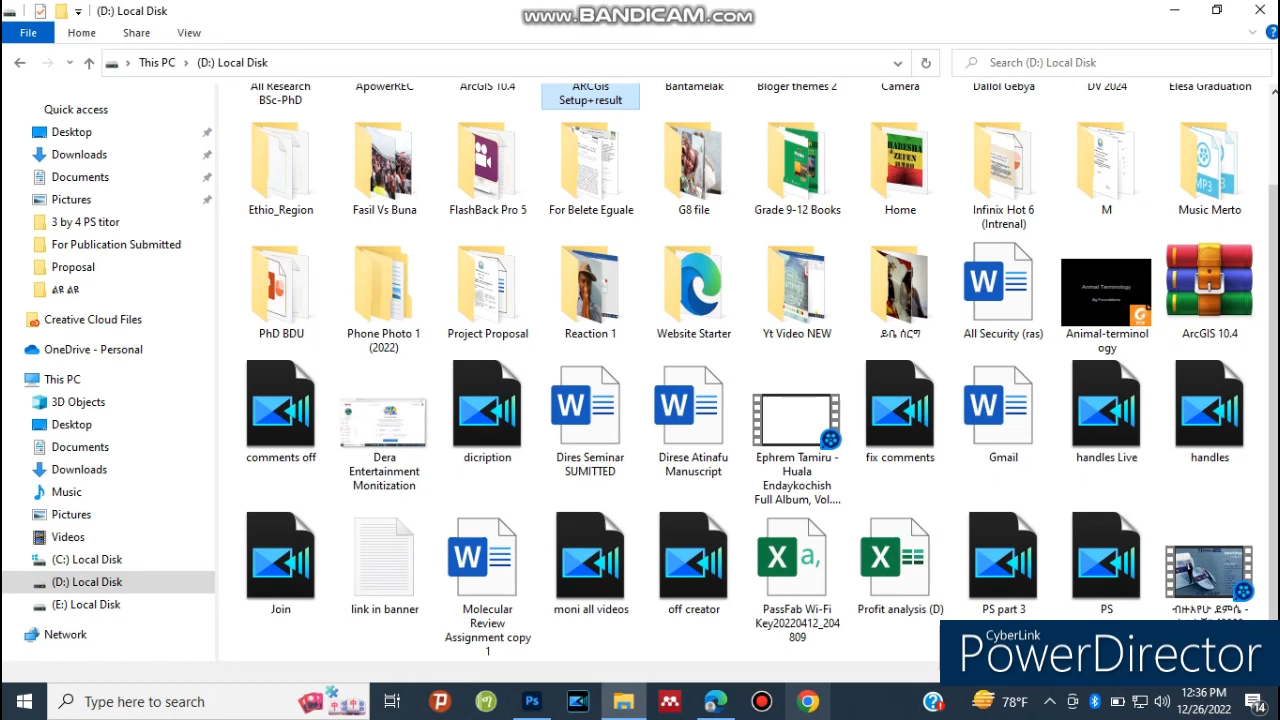 (D:) Local Disk
www.BANDICAM.com
File
Home
Share
View
This PC
(D:) Local Disk
Search (D:) Local Disk
Quick access
Desktop
Downloads
Documents
Pictures
3 by 4 PS titor
For Publication Submitted
Proposal
Creative Cloud Files
OneDrive - Personal
This PC
3D Objects
Desktop
Documents
Downloads
Music
Pictures
Videos
(C:) Local Disk
(D:) Local Disk
(E:) Local Disk
Network
All Research
BSc-PhD
ApowerREC
ArcGIS 10.4
ARCGis
Setup+result
Bantamelak
Bloger themes 2
Camera
Dallol Gebya
DV 2024
Elesa Graduation
Ethio_Region
Fasil Vs Buna
FlashBack Pro 5
For Belete Eguale
G8 file
Grade 9-12 Books
Home
Infinix Hot 6
(Intrenal)
M
Music Merto
PhD BDU
Phone Photo 1
(2022)
Project Proposal
Reaction 1
Website Starter
Yt Video NEW
ይቤ ሰርማ
All Security (ras)
Animal Terminology
Animal-terminol
ogy
ArcGIS 10.4
comments off
Dera
Entertainment
Monitization
dicription
Dires Seminar
SUMITTED
Direse Atinafu
Manuscript
Ephrem Tamiru -
Huala
Endaykochish
Full Album, Vol....
fix comments
Gmail
handles Live
handles
Join
link in banner
Molecular
Review
Assignment copy
1
moni all videos
off creator
PassFab Wi-Fi
Key20220412_204
809
Profit analysis (D)
PS part 3
PS
CyberLink
PowerDirector
Type here to search
78°F
12:36 PM
12/26/2022
14